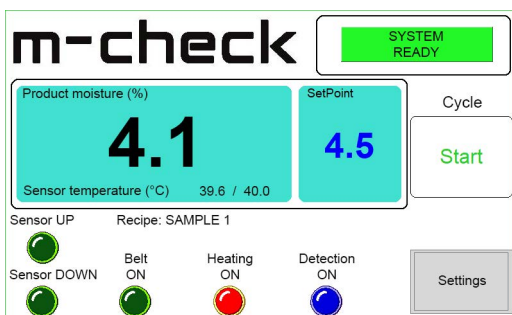 m-check
SYSTEM
READY
Product moisture (%)
4.1
Sensor temperature (°C) 39.6 / 40.0
SetPoint
4.5
Cycle
Start
Sensor UP
Recipe: SAMPLE 1
Sensor DOWN
Belt
ON
Heating
ON
Detection
ON
Settings